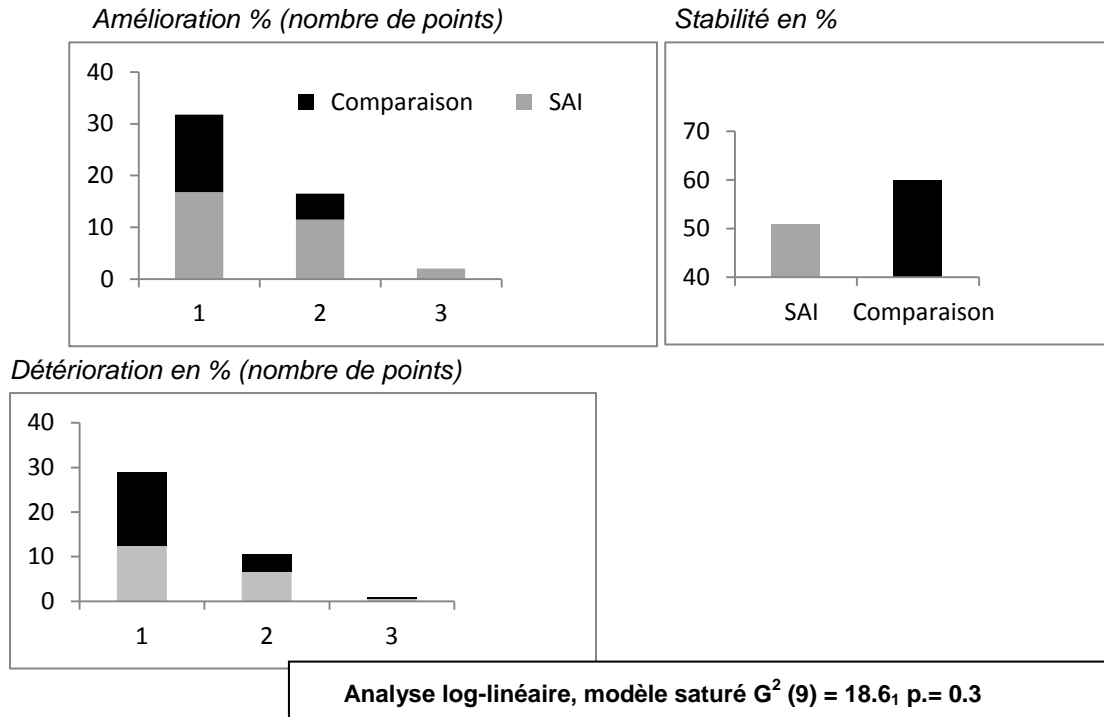 Amélioration % (nombre de points)
40
30
20
10
0
Comparaison SAI
1 2 3
Stabilité en %
70
60
50
40
SAI Comparaison
Détérioration en % (nombre de points)
40
30
20
10
0
1 2 3
Analyse log-linéaire, modèle saturé G² (9) = 18.6₁ p.= 0.3